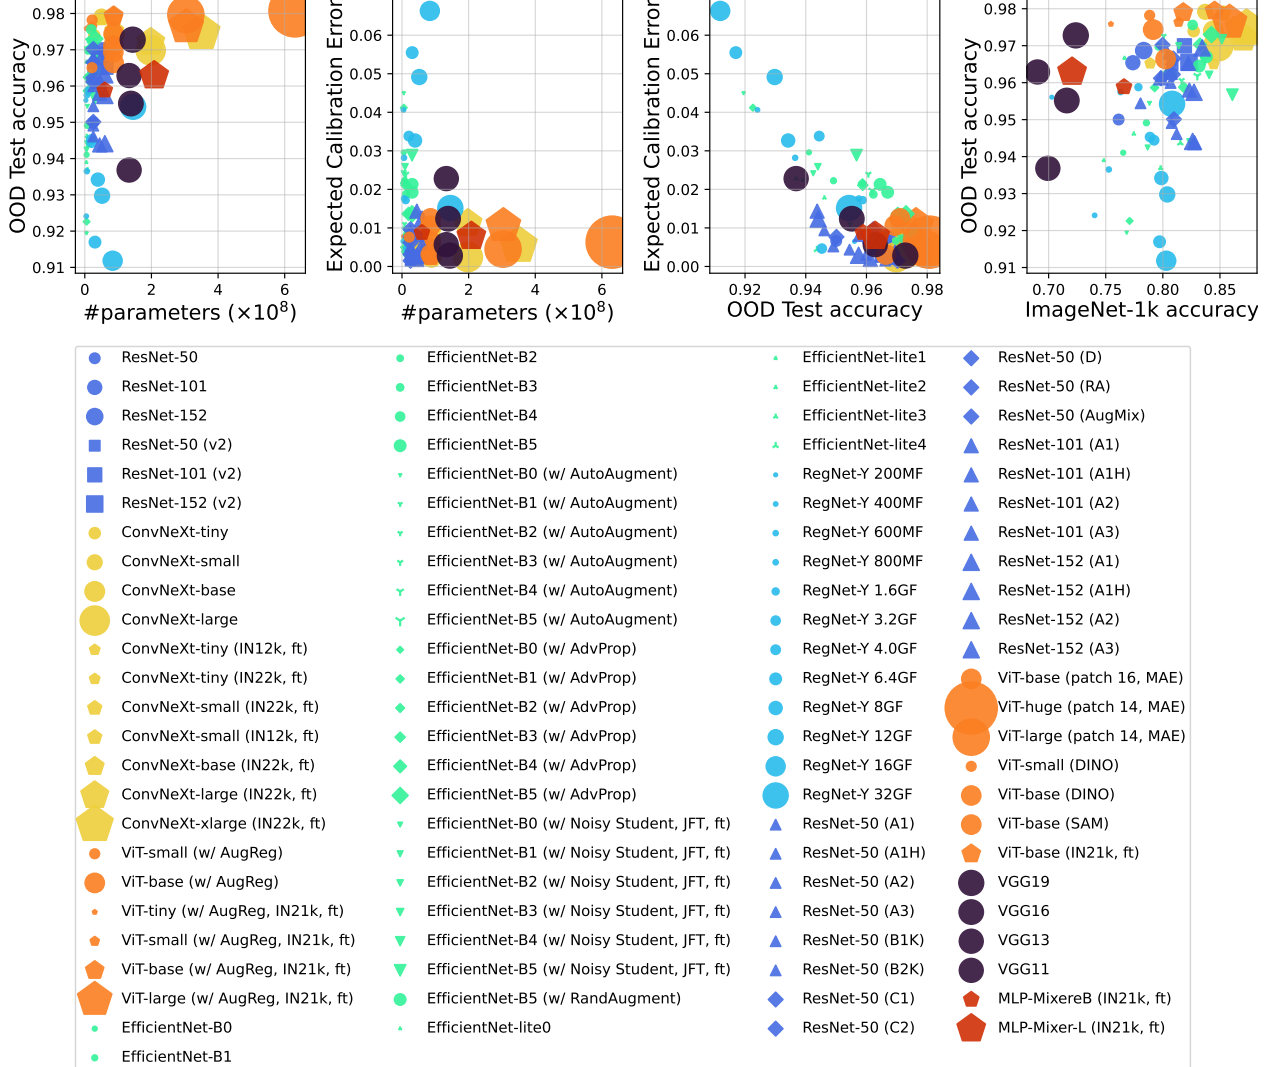 OOD Test accuracy
0.98
0.97
0.96
0.95
0.94
0.93
0.92
0.91
0 2 4 6
#parameters (×10⁸)
Expected Calibration Error
0.06
0.05
0.04
0.03
0.02
0.01
0.00
0 2 4 6
#parameters (×10⁸)
Expected Calibration Error
0.06
0.05
0.04
0.03
0.02
0.01
0.00
0.92 0.94 0.96 0.98
OOD Test accuracy
OOD Test accuracy
0.98
0.97
0.96
0.95
0.94
0.93
0.92
0.91
0.70 0.75 0.80 0.85
ImageNet-1k accuracy
ResNet-50
ResNet-101
ResNet-152
ResNet-50 (v2)
ResNet-101 (v2)
ResNet-152 (v2)
ConvNeXt-tiny
ConvNeXt-small
ConvNeXt-base
ConvNeXt-large
ConvNeXt-tiny (IN12k, ft)
ConvNeXt-tiny (IN22k, ft)
ConvNeXt-small (IN22k, ft)
ConvNeXt-small (IN12k, ft)
ConvNeXt-base (IN22k, ft)
ConvNeXt-large (IN22k, ft)
ConvNeXt-xlarge (IN22k, ft)
ViT-small (w/ AugReg)
ViT-base (w/ AugReg)
ViT-tiny (w/ AugReg, IN21k, ft)
ViT-small (w/ AugReg, IN21k, ft)
ViT-base (w/ AugReg, IN21k, ft)
ViT-large (w/ AugReg, IN21k, ft)
EfficientNet-B0
EfficientNet-B1
EfficientNet-B2
EfficientNet-B3
EfficientNet-B4
EfficientNet-B5
EfficientNet-B0 (w/ AutoAugment)
EfficientNet-B1 (w/ AutoAugment)
EfficientNet-B2 (w/ AutoAugment)
EfficientNet-B3 (w/ AutoAugment)
EfficientNet-B4 (w/ AutoAugment)
EfficientNet-B5 (w/ AutoAugment)
EfficientNet-B0 (w/ AdvProp)
EfficientNet-B1 (w/ AdvProp)
EfficientNet-B2 (w/ AdvProp)
EfficientNet-B3 (w/ AdvProp)
EfficientNet-B4 (w/ AdvProp)
EfficientNet-B5 (w/ AdvProp)
EfficientNet-B0 (w/ Noisy Student, JFT, ft)
EfficientNet-B1 (w/ Noisy Student, JFT, ft)
EfficientNet-B2 (w/ Noisy Student, JFT, ft)
EfficientNet-B3 (w/ Noisy Student, JFT, ft)
EfficientNet-B4 (w/ Noisy Student, JFT, ft)
EfficientNet-B5 (w/ Noisy Student, JFT, ft)
EfficientNet-B5 (w/ RandAugment)
EfficientNet-lite0
EfficientNet-lite1
EfficientNet-lite2
EfficientNet-lite3
EfficientNet-lite4
RegNet-Y 200MF
RegNet-Y 400MF
RegNet-Y 600MF
RegNet-Y 800MF
RegNet-Y 1.6GF
RegNet-Y 3.2GF
RegNet-Y 4.0GF
RegNet-Y 6.4GF
RegNet-Y 8GF
RegNet-Y 12GF
RegNet-Y 16GF
RegNet-Y 32GF
ResNet-50 (A1)
ResNet-50 (A1H)
ResNet-50 (A2)
ResNet-50 (A3)
ResNet-50 (B1K)
ResNet-50 (B2K)
ResNet-50 (C1)
ResNet-50 (C2)
ResNet-50 (D)
ResNet-50 (RA)
ResNet-50 (AugMix)
ResNet-101 (A1)
ResNet-101 (A1H)
ResNet-101 (A2)
ResNet-101 (A3)
ResNet-152 (A1)
ResNet-152 (A1H)
ResNet-152 (A2)
ResNet-152 (A3)
ViT-base (patch 16, MAE)
ViT-huge (patch 14, MAE)
ViT-large (patch 14, MAE)
ViT-small (DINO)
ViT-base (DINO)
ViT-base (SAM)
ViT-base (IN21k, ft)
VGG19
VGG16
VGG13
VGG11
MLP-MixereB (IN21k, ft)
MLP-Mixer-L (IN21k, ft)